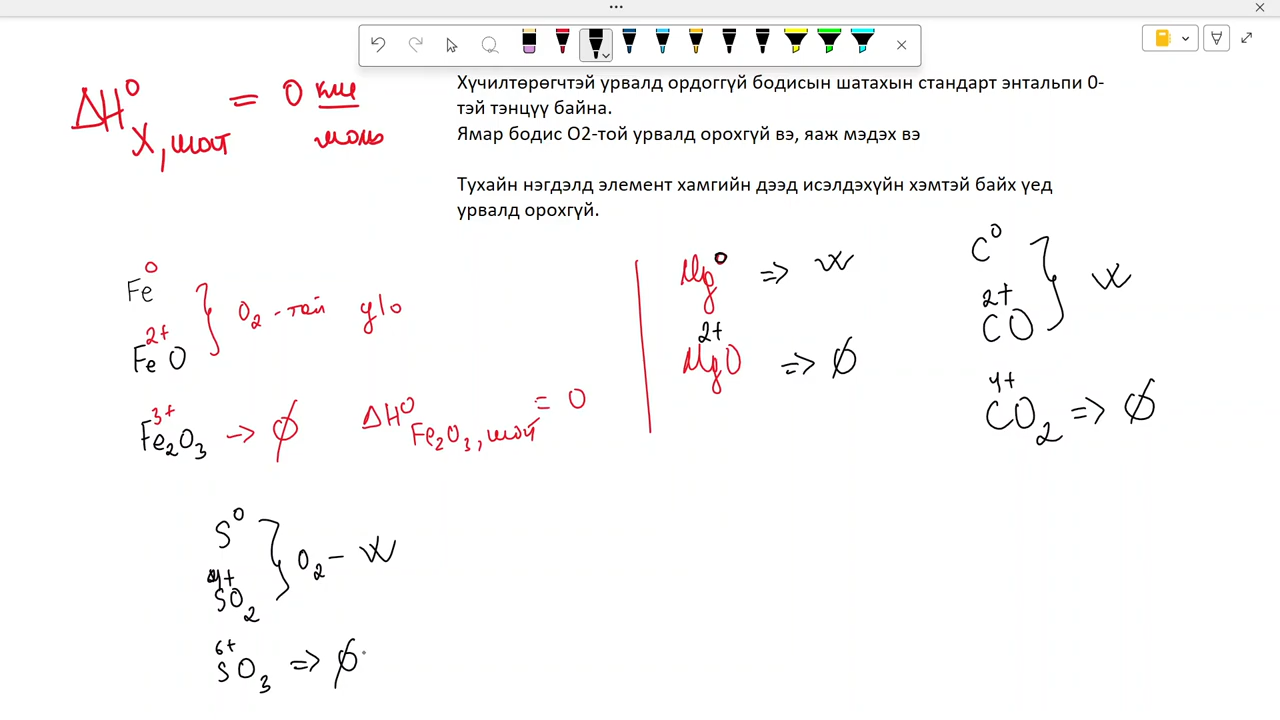 Хүчилтөрөгчтэй урвалд ордоггүй бодисын шатахын стандарт энтальпи 0-
тэй тэнцүү байна.
Ямар бодис О2-той урвалд орохгүй вэ, яаж мэдэх вэ
Тухайн нэгдэлд элемент хамгийн дээд исэлдэхүйн хэмтэй байх үед
урвалд орохгүй.
ΔH⁰ X, шат = 0 кж/моль
Fe⁰
Fe²⁺O
O₂-той у/о
Fe₂³⁺O₃ -> ∅
ΔH⁰ Fe₂O₃, шат = 0
Mg⁰ =>
Mg²⁺O => ∅
C⁰
C²⁺O
C⁴⁺O₂ => ∅
S⁰
S⁴⁺O₂
O₂ -
S⁶⁺O₃ => ∅